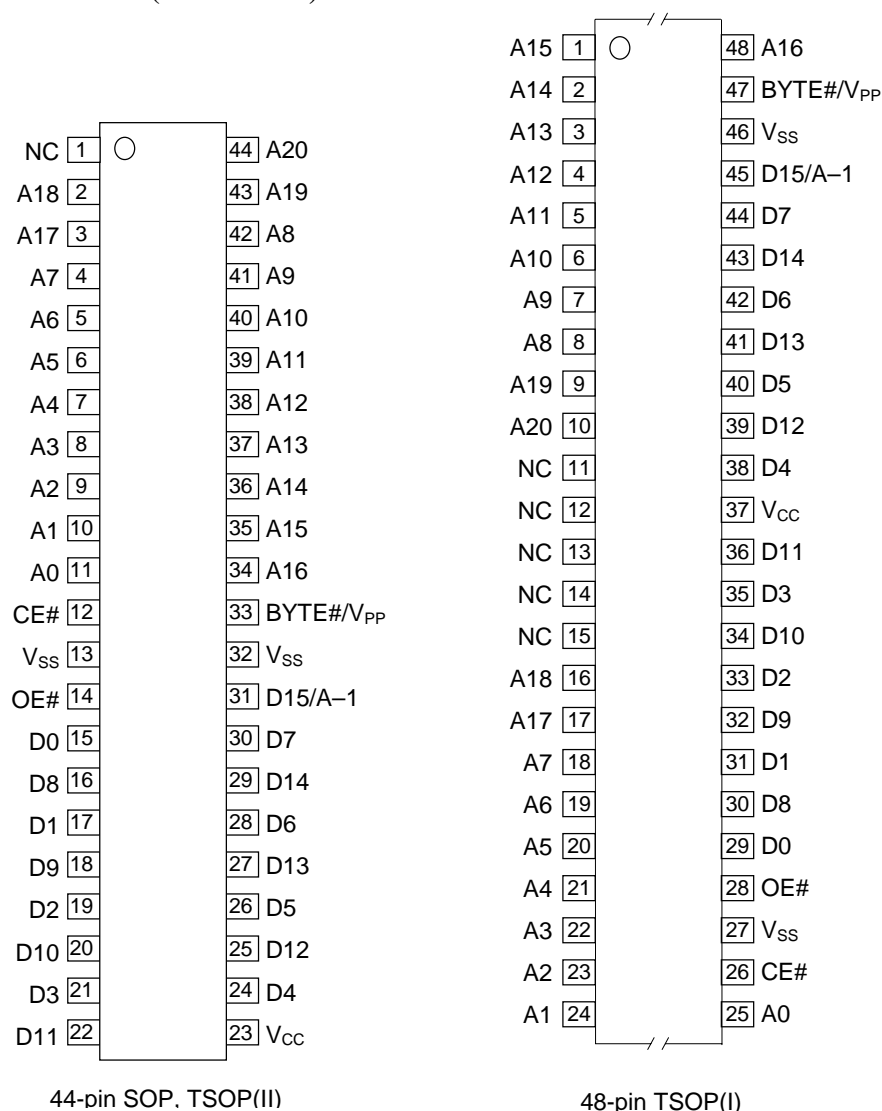 NC 1 44 A20
A18 2 43 A19
A17 3 42 A8
A7 4 41 A9
A6 5 40 A10
A5 6 39 A11
A4 7 38 A12
A3 8 37 A13
A2 9 36 A14
A1 10 35 A15
A0 11 34 A16
CE# 12 33 BYTE#/VPP
VSS 13 32 VSS
OE# 14 31 D15/A–1
D0 15 30 D7
D8 16 29 D14
D1 17 28 D6
D9 18 27 D13
D2 19 26 D5
D10 20 25 D12
D3 21 24 D4
D11 22 23 VCC
44-pin SOP, TSOP(II)
A15 1 48 A16
A14 2 47 BYTE#/VPP
A13 3 46 VSS
A12 4 45 D15/A–1
A11 5 44 D7
A10 6 43 D14
A9 7 42 D6
A8 8 41 D13
A19 9 40 D5
A20 10 39 D12
NC 11 38 D4
NC 12 37 VCC
NC 13 36 D11
NC 14 35 D3
NC 15 34 D10
A18 16 33 D2
A17 17 32 D9
A7 18 31 D1
A6 19 30 D8
A5 20 29 D0
A4 21 28 OE#
A3 22 27 VSS
A2 23 26 CE#
A1 24 25 A0
48-pin TSOP(I)